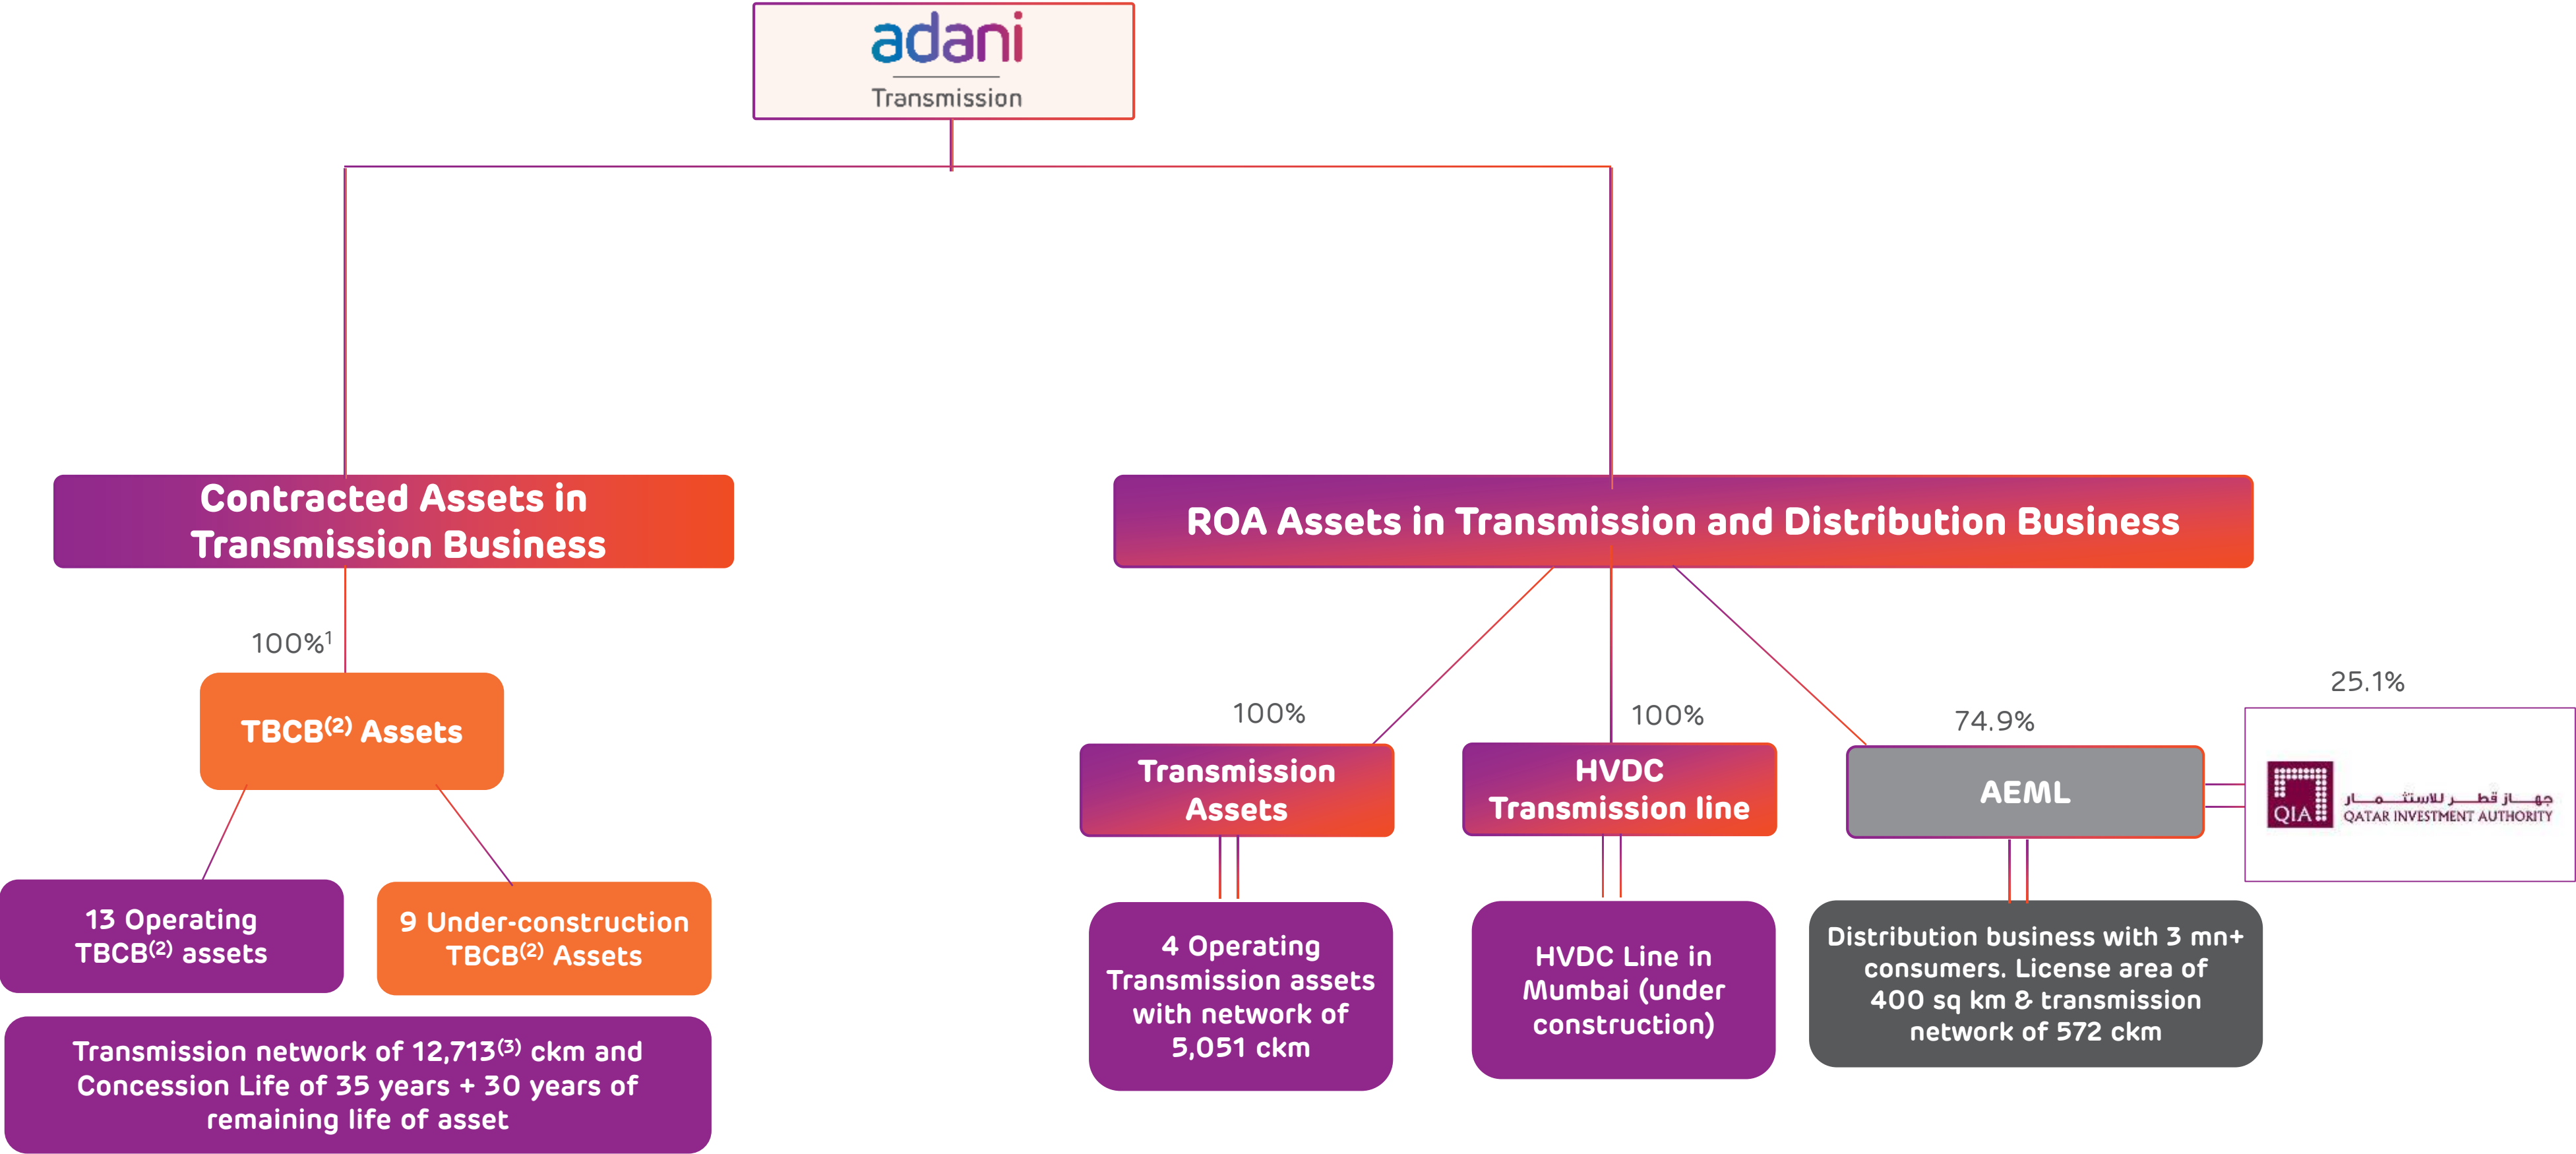 adani
Transmission
Contracted Assets in
Transmission Business
100%¹
TBCB⁽²⁾ Assets
13 Operating
TBCB⁽²⁾ assets
9 Under-construction
TBCB⁽²⁾ Assets
Transmission network of 12,713⁽³⁾ ckm and
Concession Life of 35 years + 30 years of
remaining life of asset
ROA Assets in Transmission and Distribution Business
100%
Transmission
Assets
4 Operating
Transmission assets
with network of
5,051 ckm
100%
HVDC
Transmission line
HVDC Line in
Mumbai (under
construction)
74.9%
AEML
Distribution business with 3 mn+
consumers. License area of
400 sq km & transmission
network of 572 ckm
25.1%
QIA
جهاز قطر للاستثمار
QATAR INVESTMENT AUTHORITY